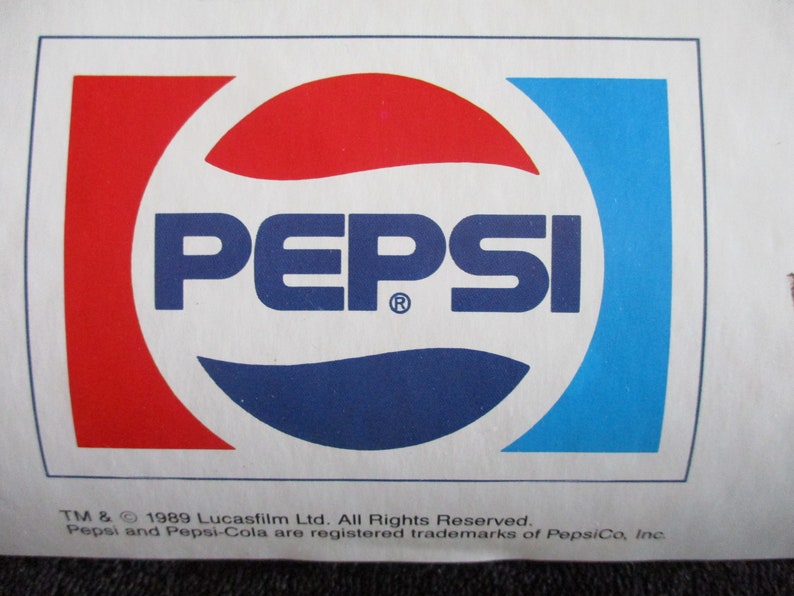 PEPSI®
TM & © 1989 Lucasfilm Ltd. All Rights Reserved.
Pepsi and Pepsi-Cola are registered trademarks of PepsiCo, Inc.